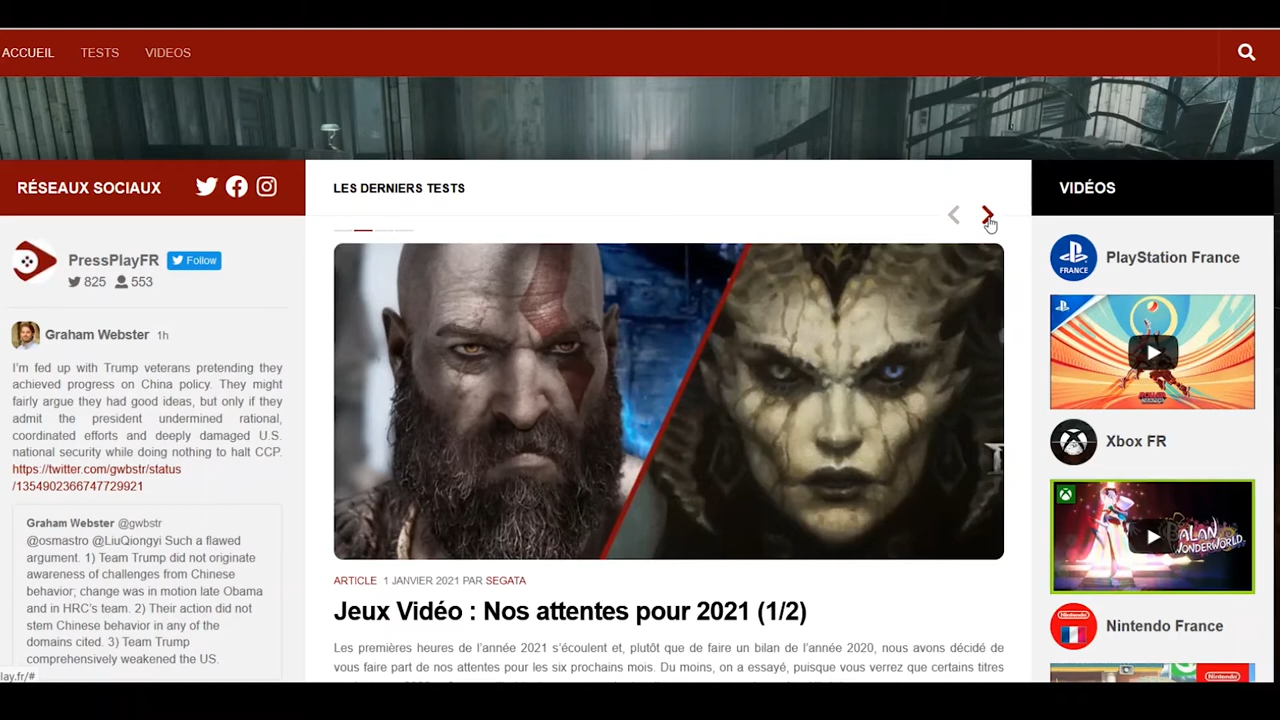 ACCUEIL TESTS VIDEOS
RÉSEAUX SOCIAUX
PressPlayFR Follow
825 553
Graham Webster 1h
I'm fed up with Trump veterans pretending they
achieved progress on China policy. They might
fairly argue they had good ideas, but only if they
admit the president undermined rational,
coordinated efforts and deeply damaged U.S.
national security while doing nothing to halt CCP.
https://twitter.com/gwbstr/status
/1354902366747729921
Graham Webster @gwbstr
@osmastro @LiuQiongyi Such a flawed
argument. 1) Team Trump did not originate
awareness of challenges from Chinese
behavior; change was in motion late Obama
and in HRC's team. 2) Their action did not
stem Chinese behavior in any of the
domains cited. 3) Team Trump
comprehensively weakened the US.
lay.fr/#
LES DERNIERS TESTS
ARTICLE 1 JANVIER 2021 PAR SEGATA
Jeux Vidéo : Nos attentes pour 2021 (1/2)
Les premières heures de l'année 2021 s'écoulent et, plutôt que de faire un bilan de l'année 2020, nous avons décidé de
vous faire part de nos attentes pour les six prochains mois. Du moins, on a essayé, puisque vous verrez que certains titres
VIDÉOS
FRANCE
PlayStation France
Xbox FR
BALAN
WONDERWORLD
Nintendo France
Nintendo